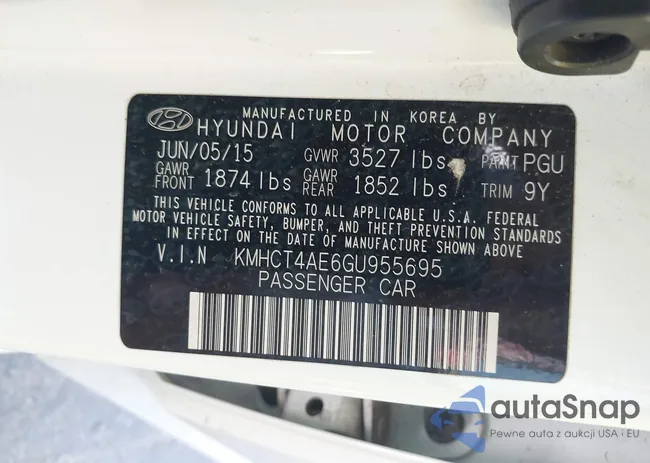 MANUFACTURED IN KOREA BY
HYUNDAI MOTOR COMPANY
JUN/05/15 GVWR 3527 lbs PAINT PGU
GAWR FRONT 1874 lbs GAWR REAR 1852 lbs TRIM 9Y
THIS VEHICLE CONFORMS TO ALL APPLICABLE U.S.A. FEDERAL
MOTOR VEHICLE SAFETY, BUMPER, AND THEFT PREVENTION STANDARDS
IN EFFECT ON THE DATE OF MANUFACTURE SHOWN ABOVE
V.I.N KMHCT4AE6GU955695
PASSENGER CAR
autaSnap
Pewne auta z aukcji USA i EU